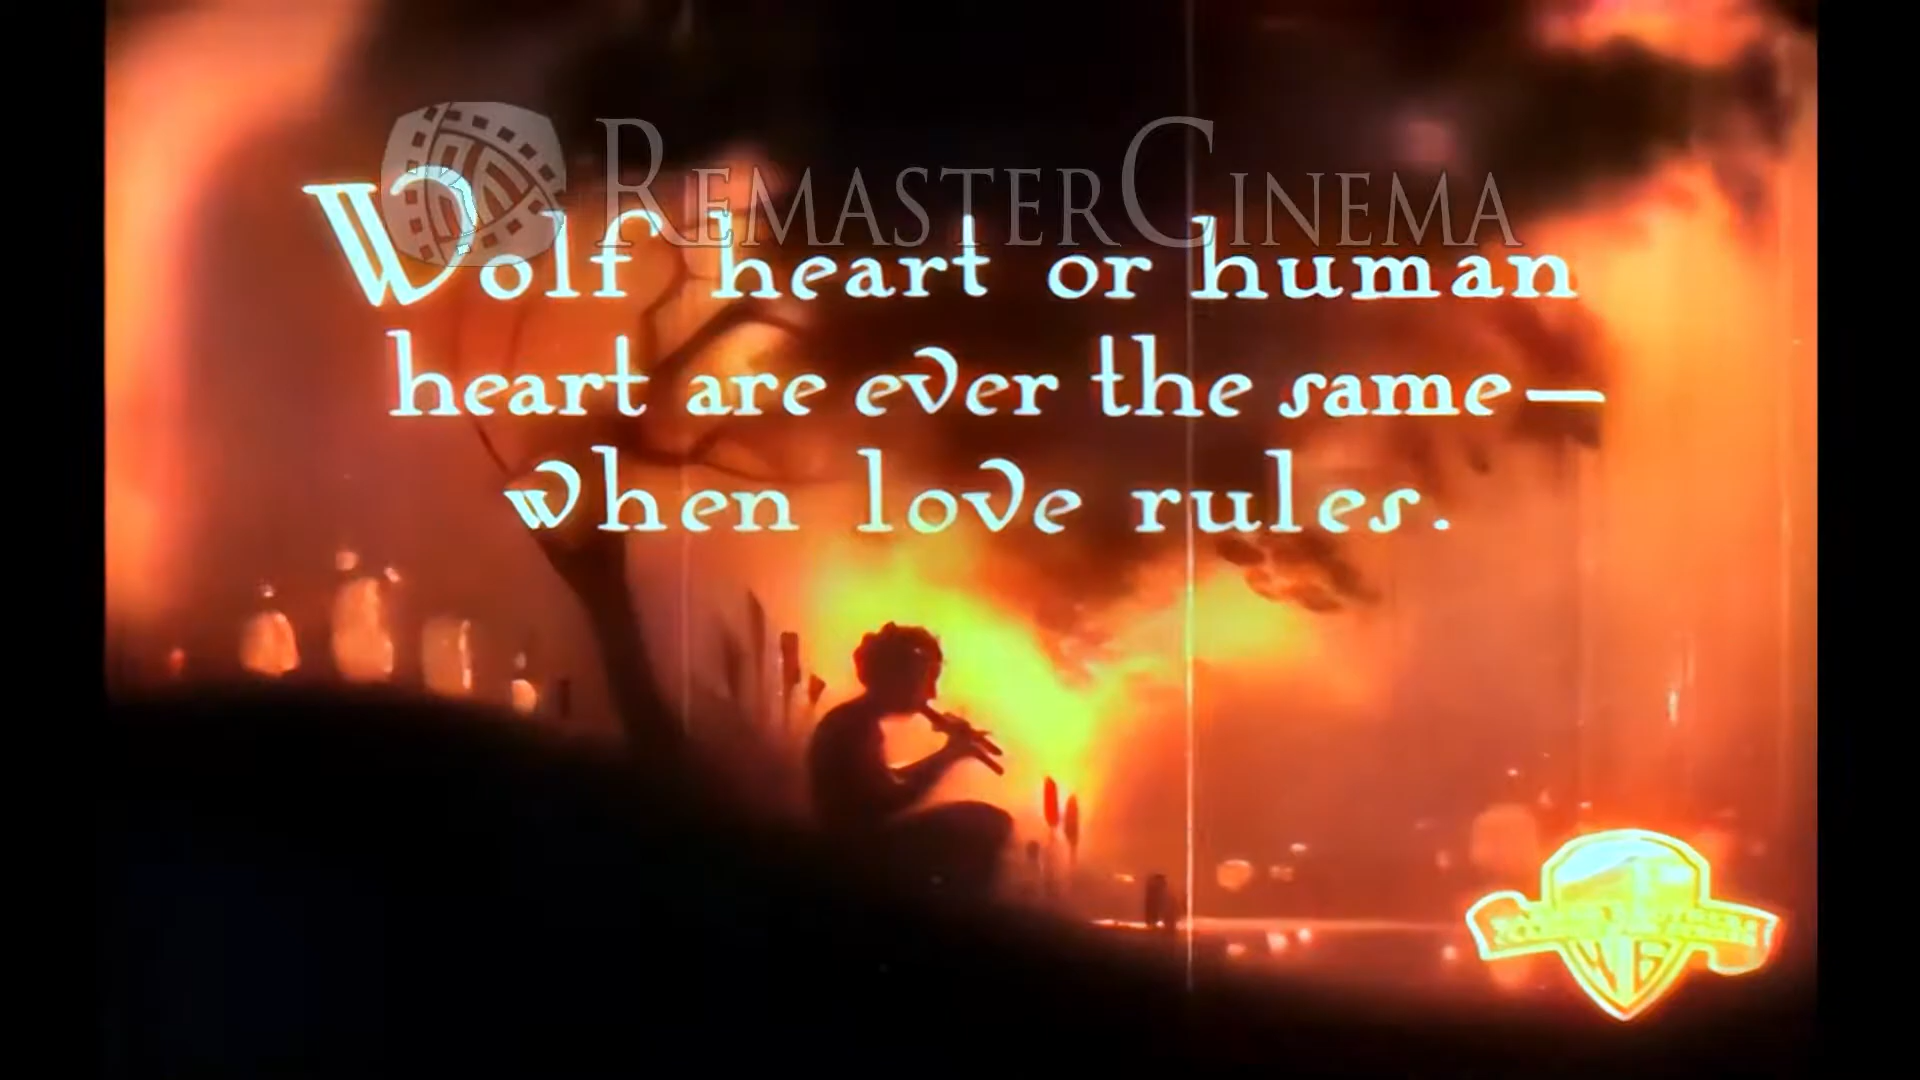 REMASTERCINEMA
Wolf heart or human
heart are ever the same—
when love rules.